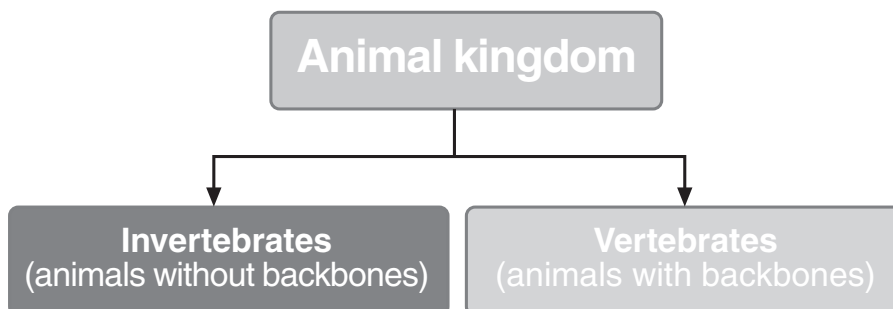 Animal kingdom
Invertebrates
(animals without backbones)
Vertebrates
(animals with backbones)